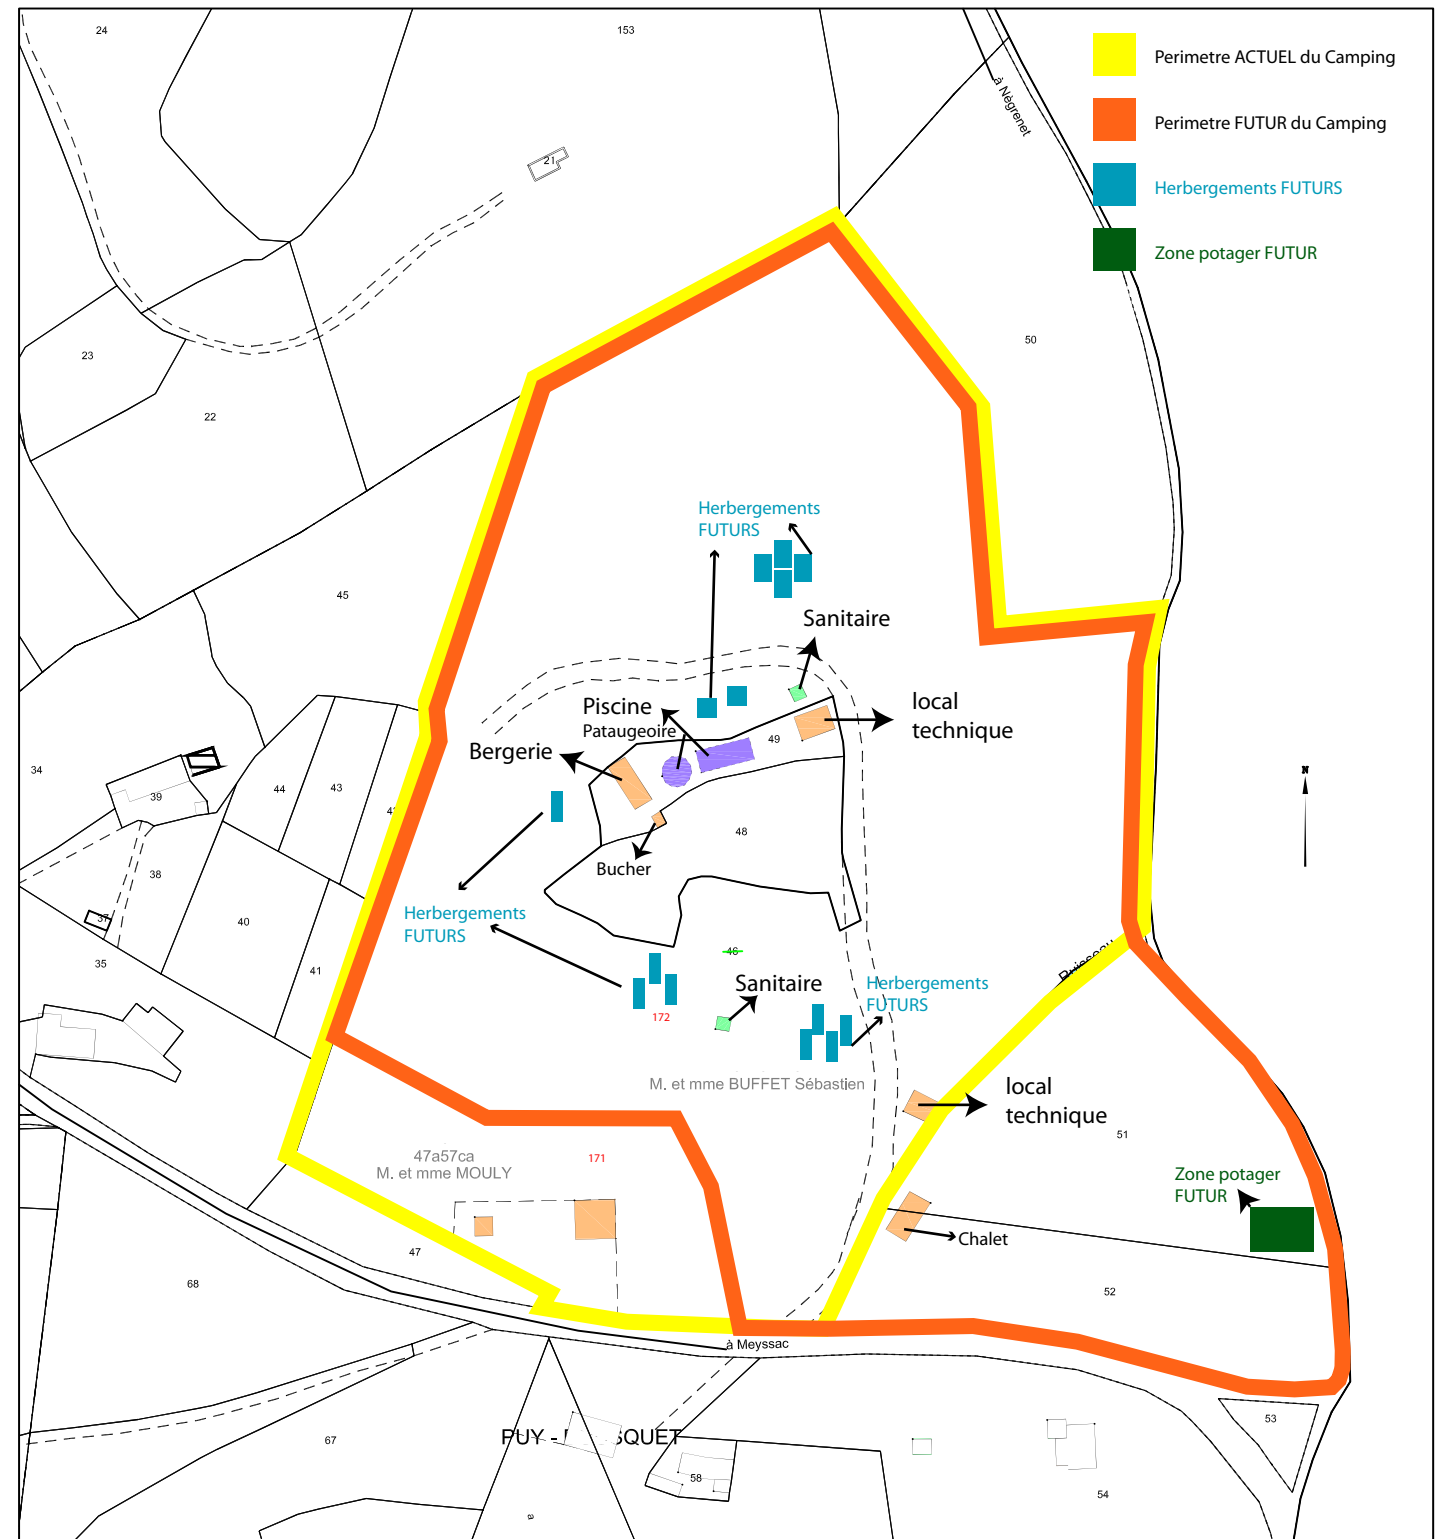 24
153
Perimetre ACTUEL du Camping
à Nègrenet
Perimetre FUTUR du Camping
21
Herbergements FUTURS
Zone potager FUTUR
50
23
22
Herbergements
FUTURS
45
Sanitaire
Piscine
Pataugeoire
local
technique
49
Bergerie
34
39
44
43
N
48
Bucher
38
37
40
35
41
Herbergements
FUTURS
46
Ruisseau
Sanitaire
Herbergements
FUTURS
172
M. et mme BUFFET Sébastien
local
technique
51
47a57ca
M. et mme MOULY
171
Zone potager
FUTUR
Chalet
47
68
52
à Meyssac
53
67
PUY - SQUET
58
54
a